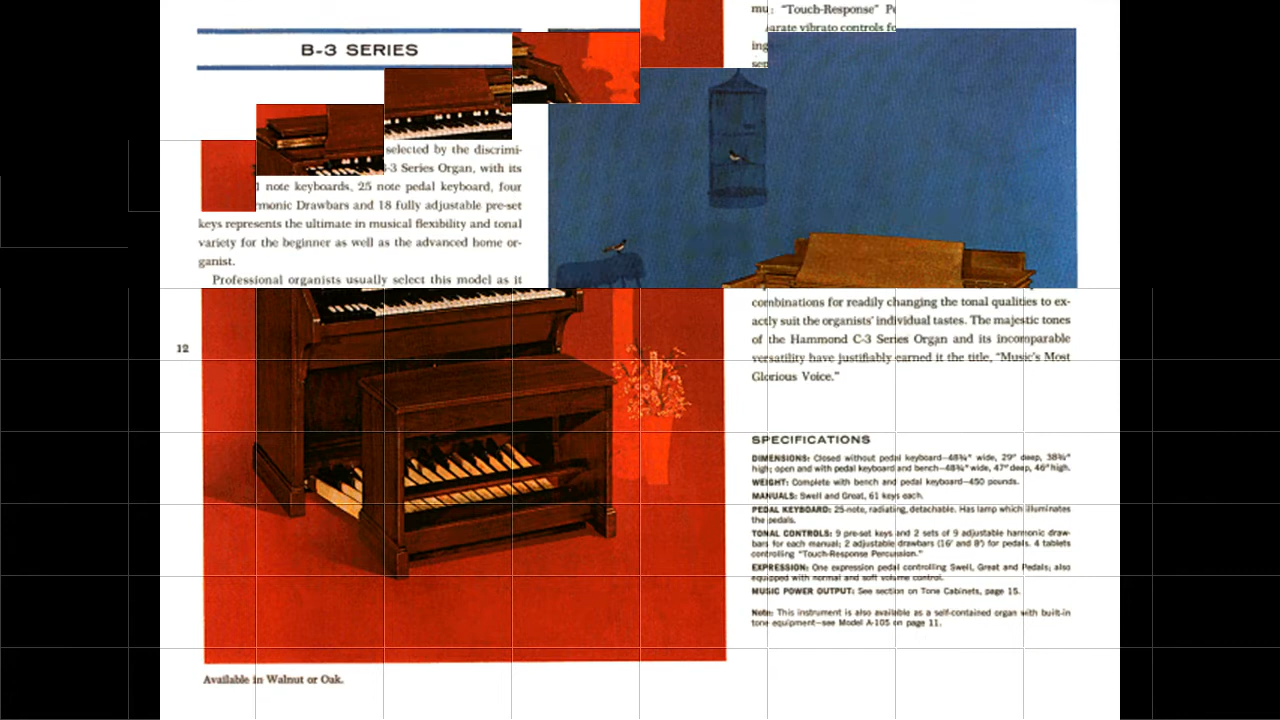 B-3 SERIES
selected by the discrimi-
-3 Series Organ, with its
note keyboards, 25 note pedal keyboard, four
rmonic Drawbars and 18 fully adjustable pre-set
keys represents the ultimate in musical flexibility and tonal
variety for the beginner as well as the advanced home or-
ganist.
Professional organists usually select this model as it
12
Available in Walnut or Oak.
"Touch-Response"
vibrato controls
combinations for readily changing the tonal qualities to ex-
actly suit the organists' individual tastes. The majestic tones
of the Hammond C-3 Series Organ and its incomparable
versatility have justifiably earned it the title, "Music's Most
Glorious Voice."
SPECIFICATIONS
DIMENSIONS: Closed without pedal keyboard—48¾" wide, 29" deep, 38¾"
high; open and with pedal keyboard and bench—48¾" wide, 47" deep, 46" high.
WEIGHT: Complete with bench and pedal keyboard—450 pounds.
MANUALS: Swell and Great, 61 keys each.
PEDAL KEYBOARD: 25-note, radiating, detachable. Has lamp which illuminates
the pedals.
TONAL CONTROLS: 9 pre-set keys and 2 sets of 9 adjustable harmonic draw-
bars for each manual; 2 adjustable drawbars (16' and 8') for pedals. 4 tablets
controlling "Touch-Response Percussion."
EXPRESSION: One expression pedal controlling Swell, Great and Pedals; also
equipped with normal and soft volume control.
MUSIC POWER OUTPUT: See section on Tone Cabinets, page 15.
Note: This instrument is also available as a self-contained organ with built-in
tone equipment—see Model A-105 on page 11.